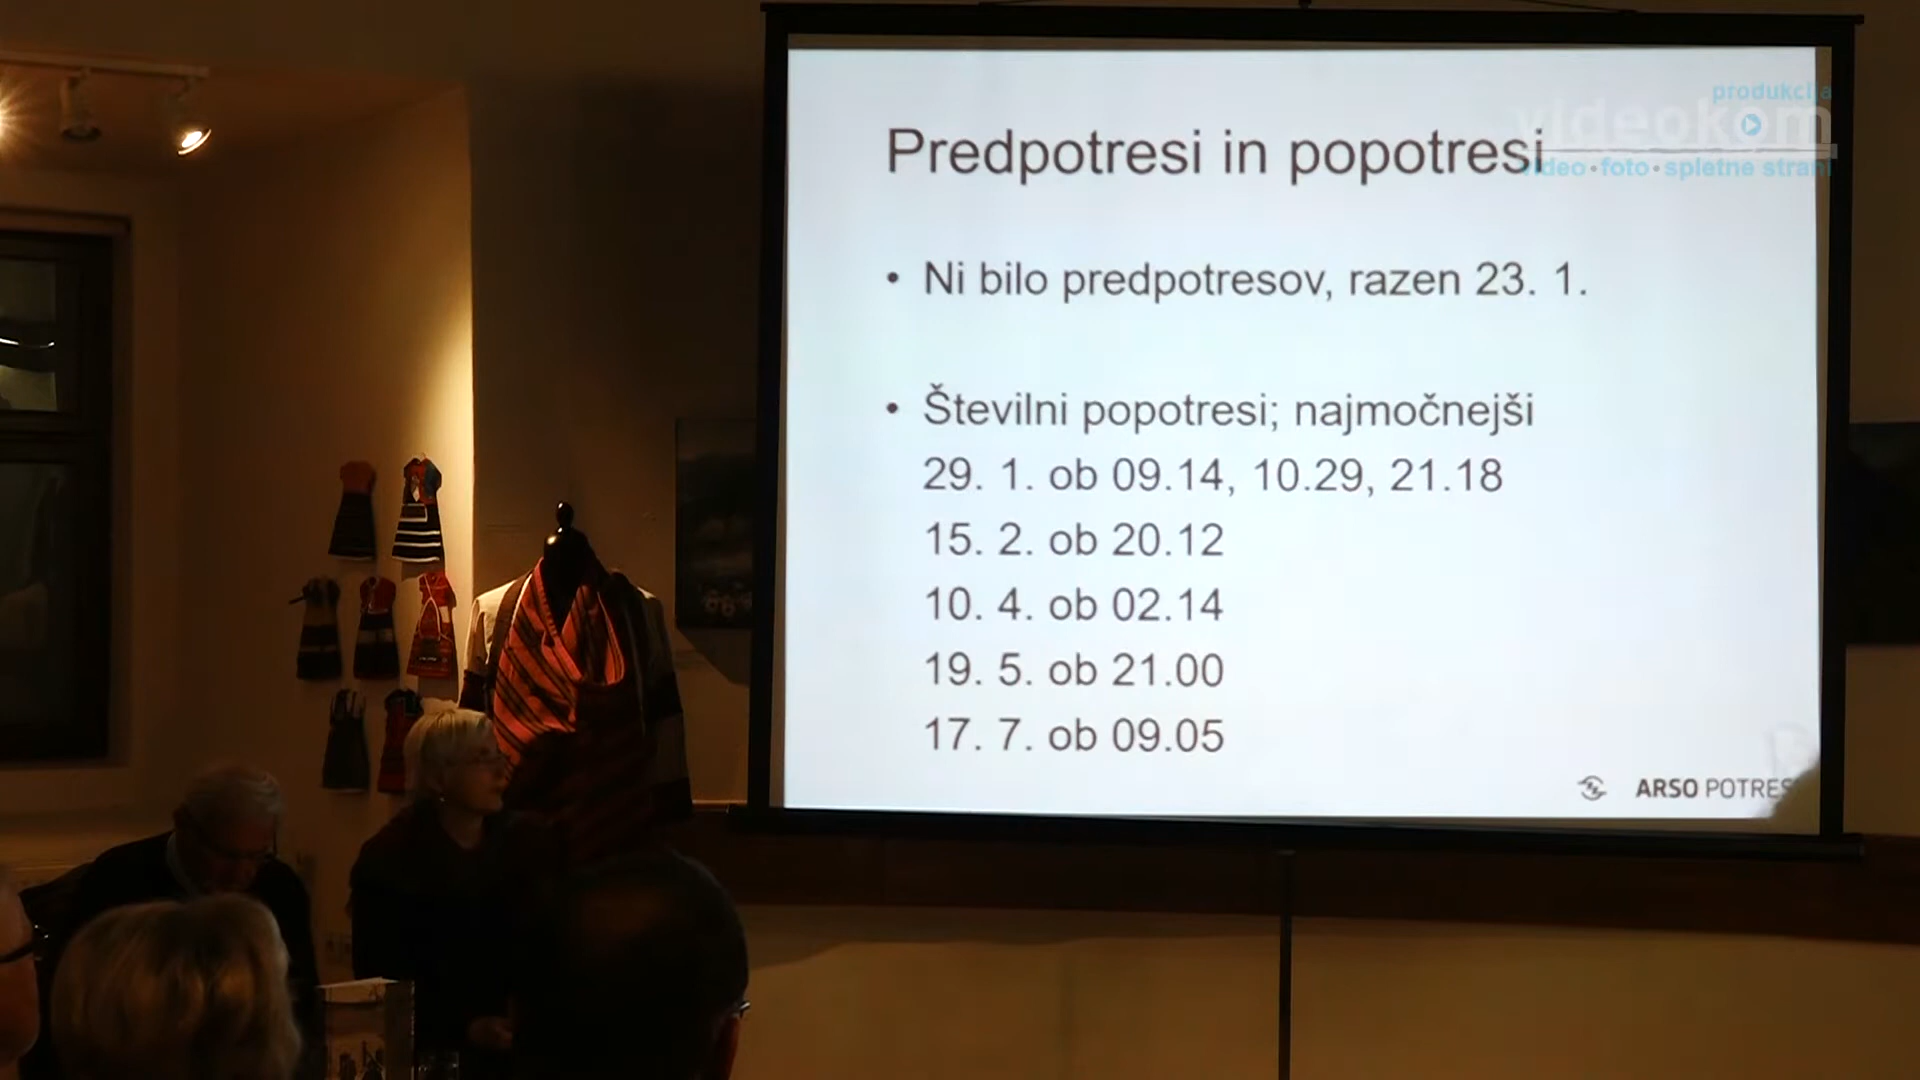 produkcija
videokom
video • foto • spletne strani
Predpotresi in popotresi
• Ni bilo predpotresov, razen 23. 1.
• Številni popotresi; najmočnejši
29. 1. ob 09.14, 10.29, 21.18
15. 2. ob 20.12
10. 4. ob 02.14
19. 5. ob 21.00
17. 7. ob 09.05
ARSO POTRES